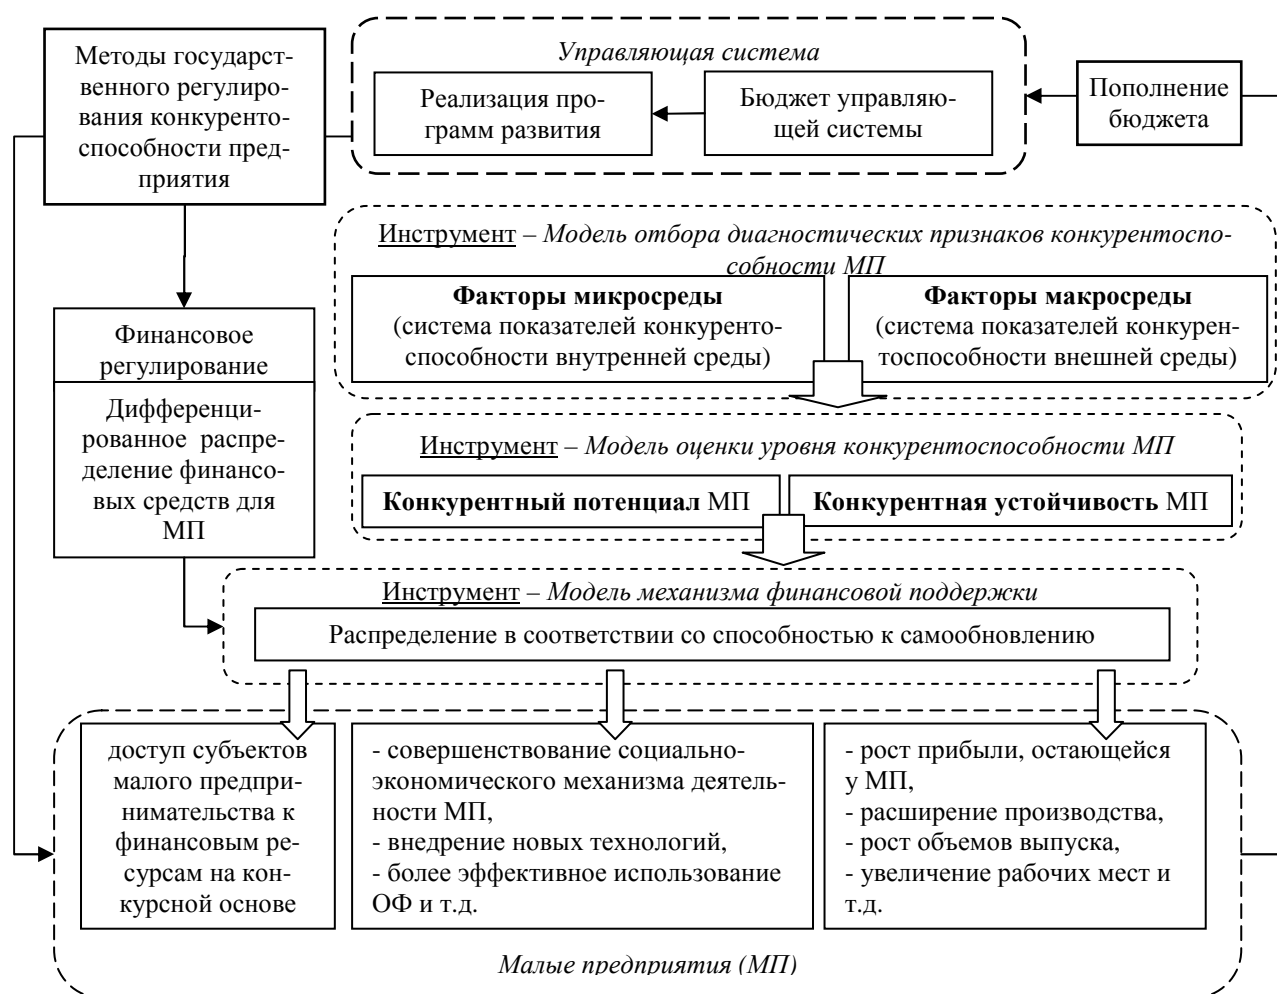 Методы государст-
венного регулиро-
вания конкуренто-
способности пред-
приятия
Управляющая система
Реализация про-
грамм развития
Бюджет управляю-
щей системы
Пополнение
бюджета
Инструмент – Модель отбора диагностических признаков конкурентоспо-
собности МП
Факторы микросреды
(система показателей конкуренто-
способности внутренней среды)
Факторы макросреды
(система показателей конкурен-
тоспособности внешней среды)
Финансовое
регулирование
Дифференци-
рованное распре-
деление финансо-
вых средств для
МП
Инструмент – Модель оценки уровня конкурентоспособности МП
Конкурентный потенциал МП
Конкурентная устойчивость МП
Инструмент – Модель механизма финансовой поддержки
Распределение в соответствии со способностью к самообновлению
доступ субъектов
малого предпри-
нимательства к
финансовым ре-
сурсам на кон-
курсной основе
- совершенствование социально-
экономического механизма деятель-
ности МП,
- внедрение новых технологий,
- более эффективное использование
ОФ и т.д.
- рост прибыли, остающейся
у МП,
- расширение производства,
- рост объемов выпуска,
- увеличение рабочих мест и
т.д.
Малые предприятия (МП)